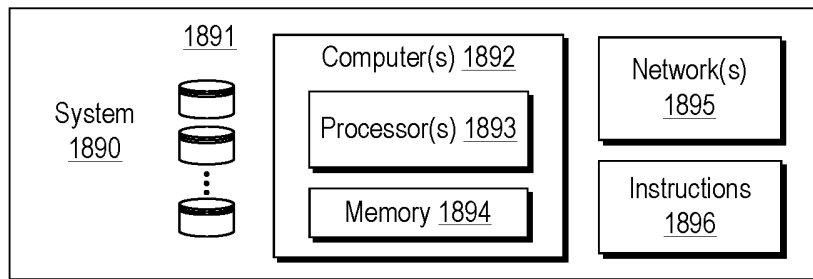 1891
System
1890
Computer(s) 1892
Processor(s) 1893
Memory 1894
Network(s)
1895
Instructions
1896